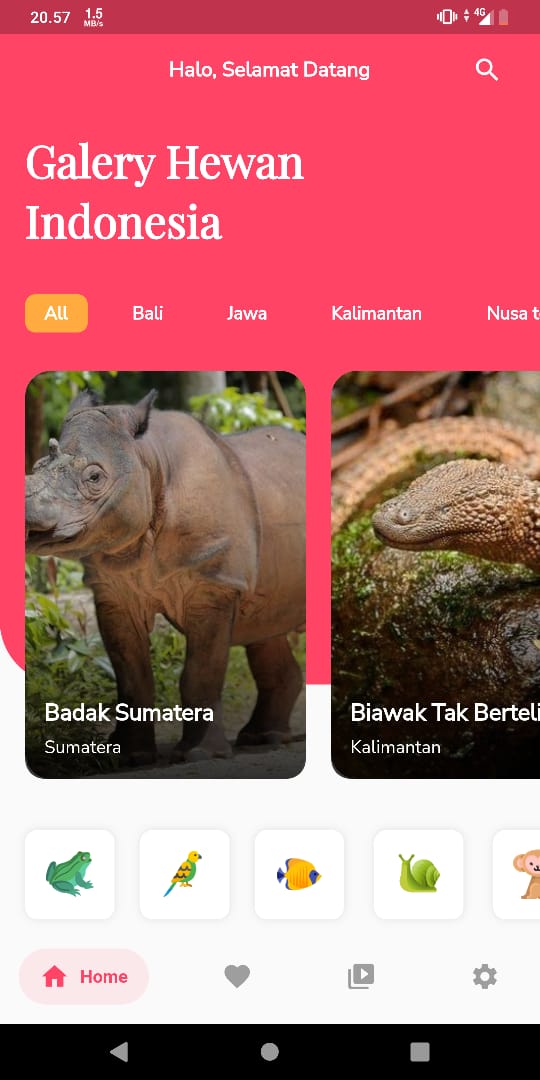 20.57 1.5 MB/s 4G
Halo, Selamat Datang
Galery Hewan
Indonesia
All Bali Jawa Kalimantan Nusa t
Badak Sumatera
Sumatera
Biawak Tak Berteli
Kalimantan
Home